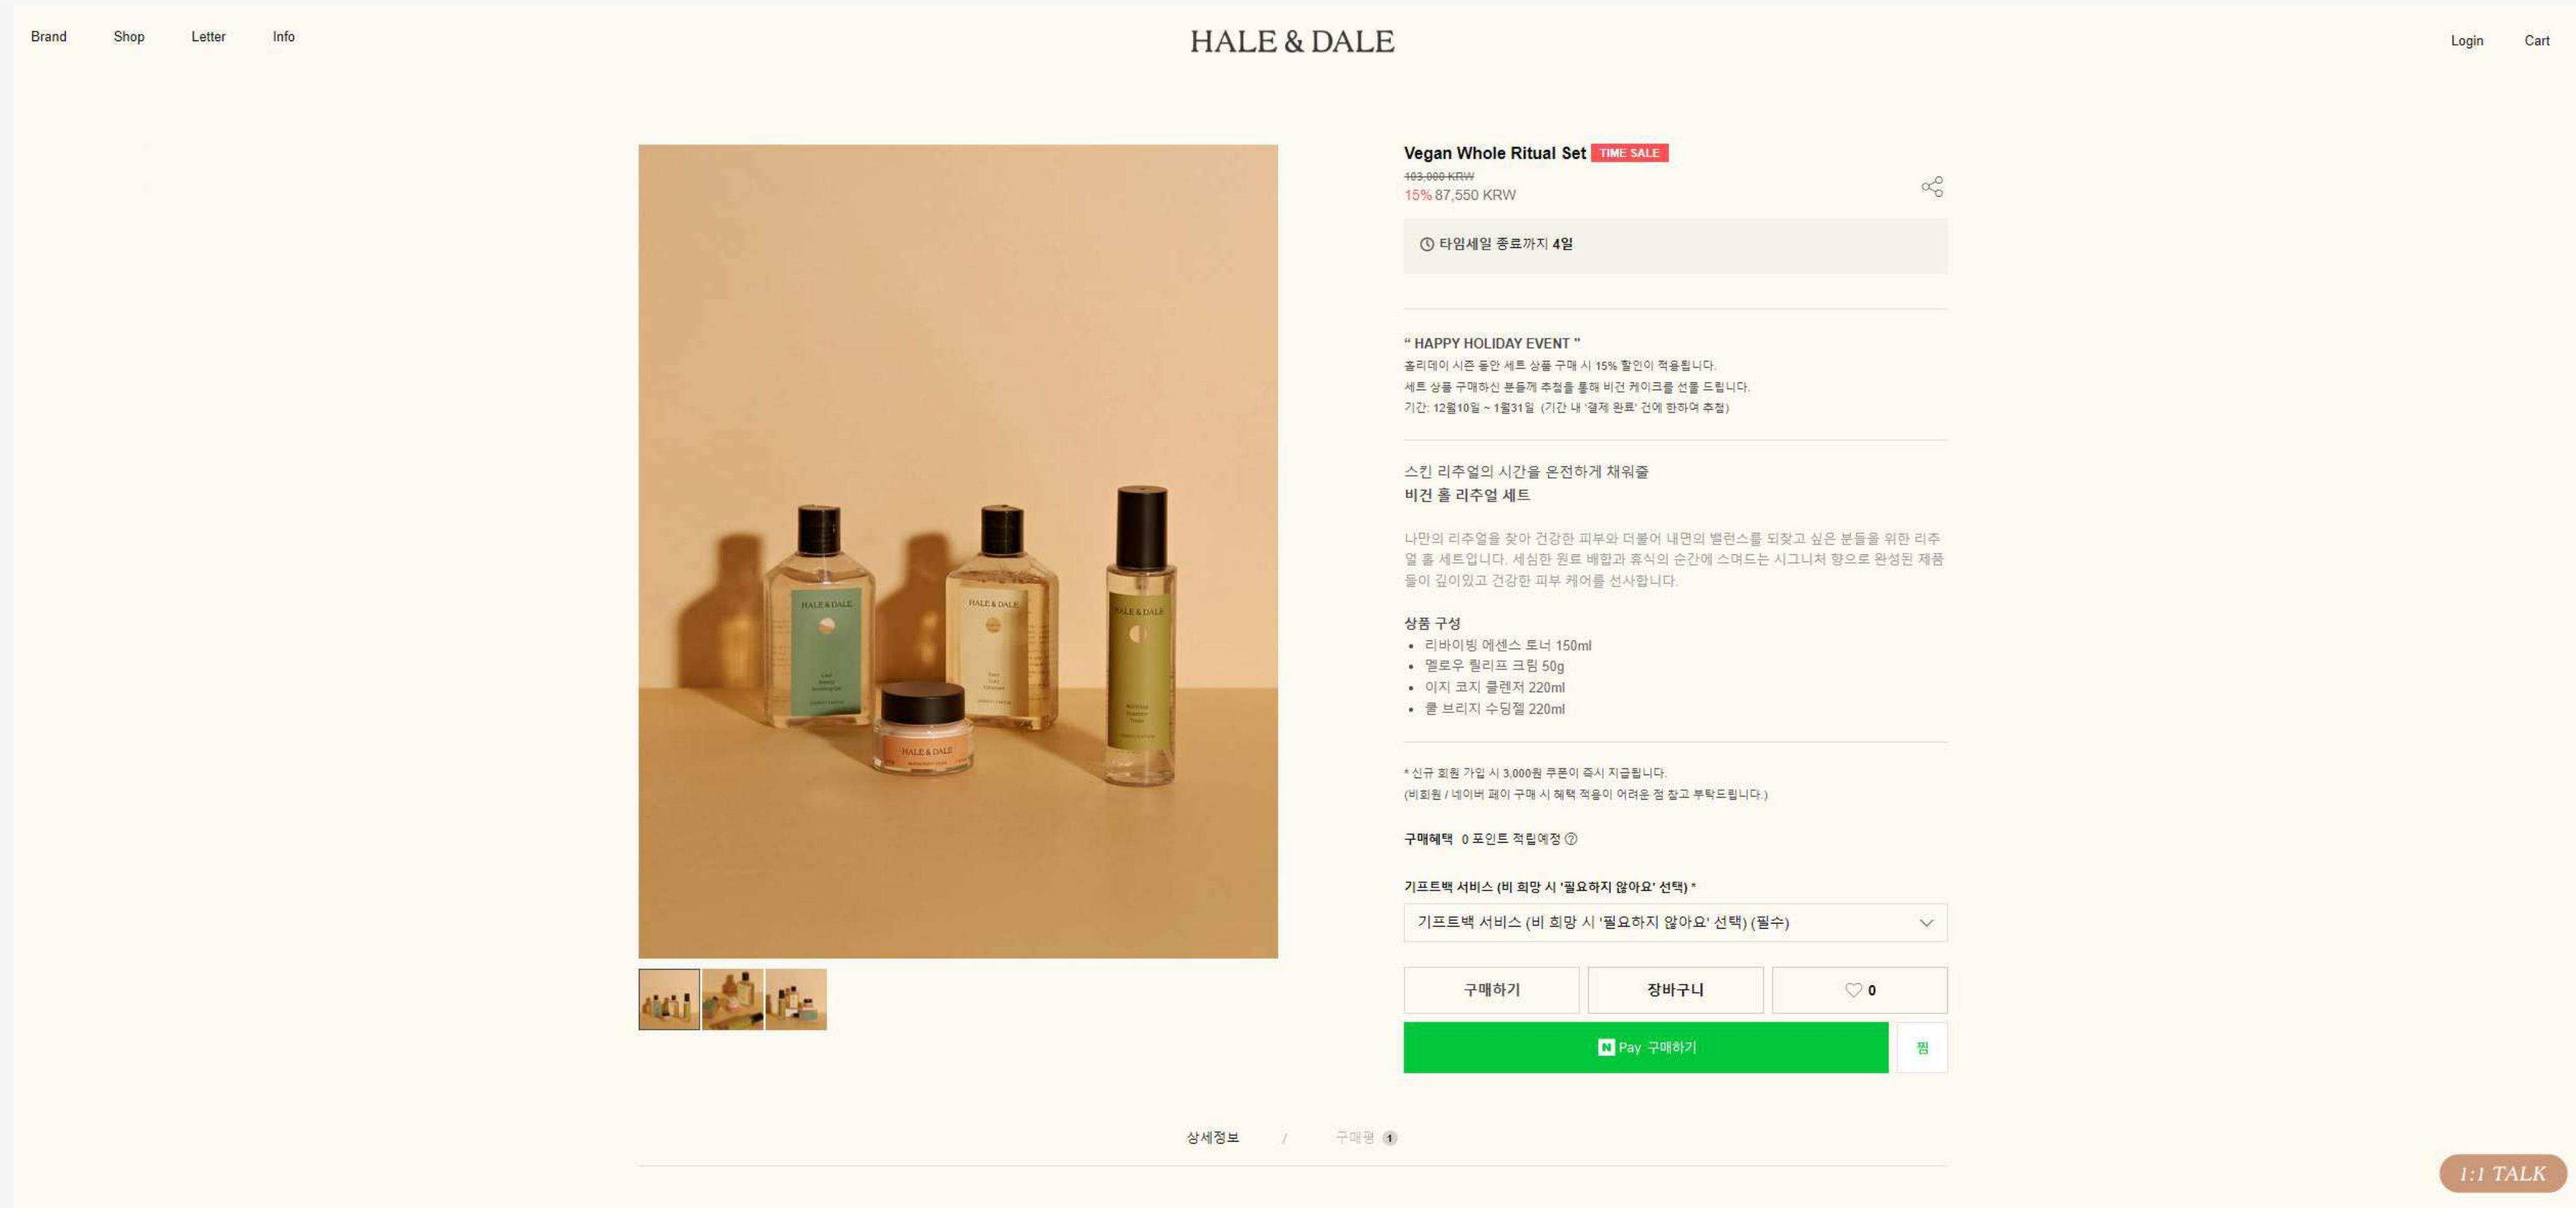 Brand
Shop
Letter
Info
HALE & DALE
Login
Cart
Vegan Whole Ritual Set TIME SALE
103,000 KRW
15% 87,550 KRW
타임세일 종료까지 4일
“ HAPPY HOLIDAY EVENT ”
홀리데이 시즌 동안 세트 상품 구매 시 15% 할인이 적용됩니다.
세트 상품 구매하신 분들께 추첨을 통해 비건 케이크를 선물 드립니다.
기간: 12월10일 ~ 1월31일 (기간 내 '결제 완료' 건에 한하여 추첨)
스킨 리추얼의 시간을 온전하게 채워줄
비건 홀 리추얼 세트
나만의 리추얼을 찾아 건강한 피부와 더불어 내면의 밸런스를 되찾고 싶은 분들을 위한 리추
얼 홀 세트입니다. 세심한 원료 배합과 휴식의 순간에 스며드는 시그니처 향으로 완성된 제품
들이 깊이있고 건강한 피부 케어를 선사합니다.
상품 구성
• 리바이빙 에센스 토너 150ml
• 멜로우 릴리프 크림 50g
• 이지 코지 클렌저 220ml
• 쿨 브리지 수딩젤 220ml
* 신규 회원 가입 시 3,000원 쿠폰이 즉시 지급됩니다.
(비회원 / 네이버 페이 구매 시 혜택 적용이 어려운 점 참고 부탁드립니다.)
구매혜택 0 포인트 적립예정 ?
기프트백 서비스 (비 희망 시 '필요하지 않아요' 선택) *
기프트백 서비스 (비 희망 시 '필요하지 않아요' 선택) (필수)
구매하기
장바구니
♡ 0
N Pay 구매하기
찜
HALE & DALE
HALE & DALE
HALE & DALE
HALE & DALE
상세정보 / 구매평 1
1:1 TALK